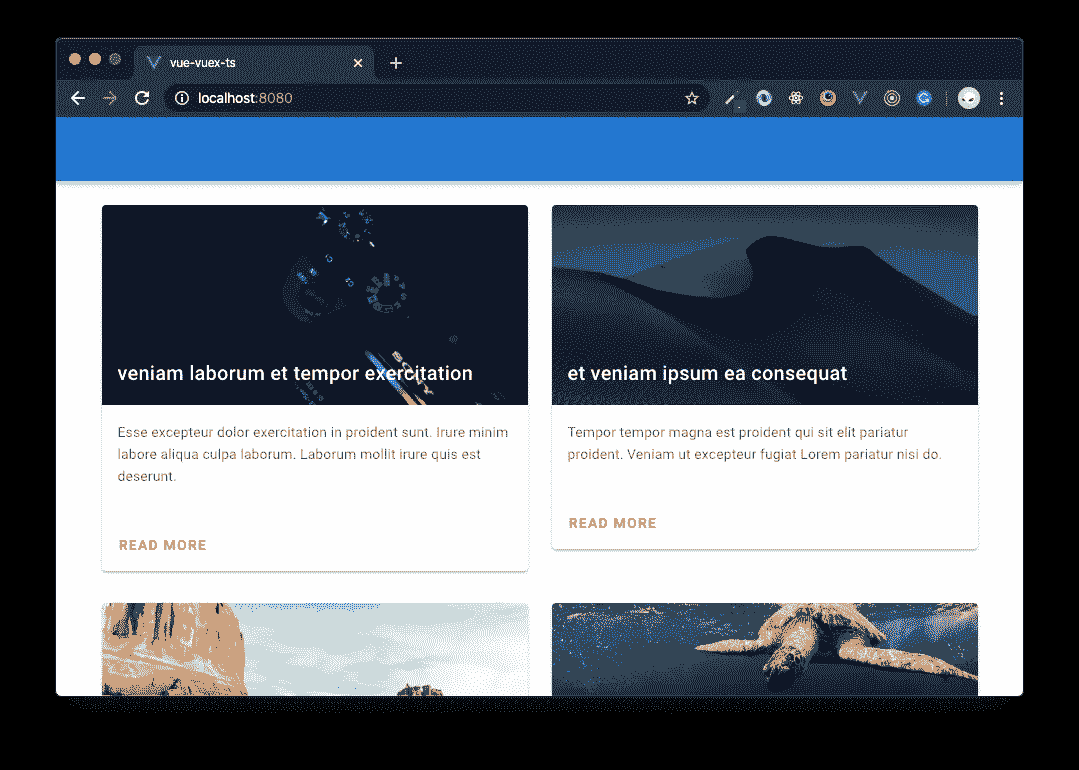 vue-vuex-ts
localhost:8080
veniam laborum et tempor exercitation
Esse excepteur dolor exercitation in proident sunt. Irure minim
labore aliqua culpa laborum. Laborum mollit irure quis est
deserunt.
READ MORE
et veniam ipsum ea consequat
Tempor tempor magna est proident qui sit elit pariatur
proident. Veniam ut excepteur fugiat Lorem pariatur nisi do.
READ MORE